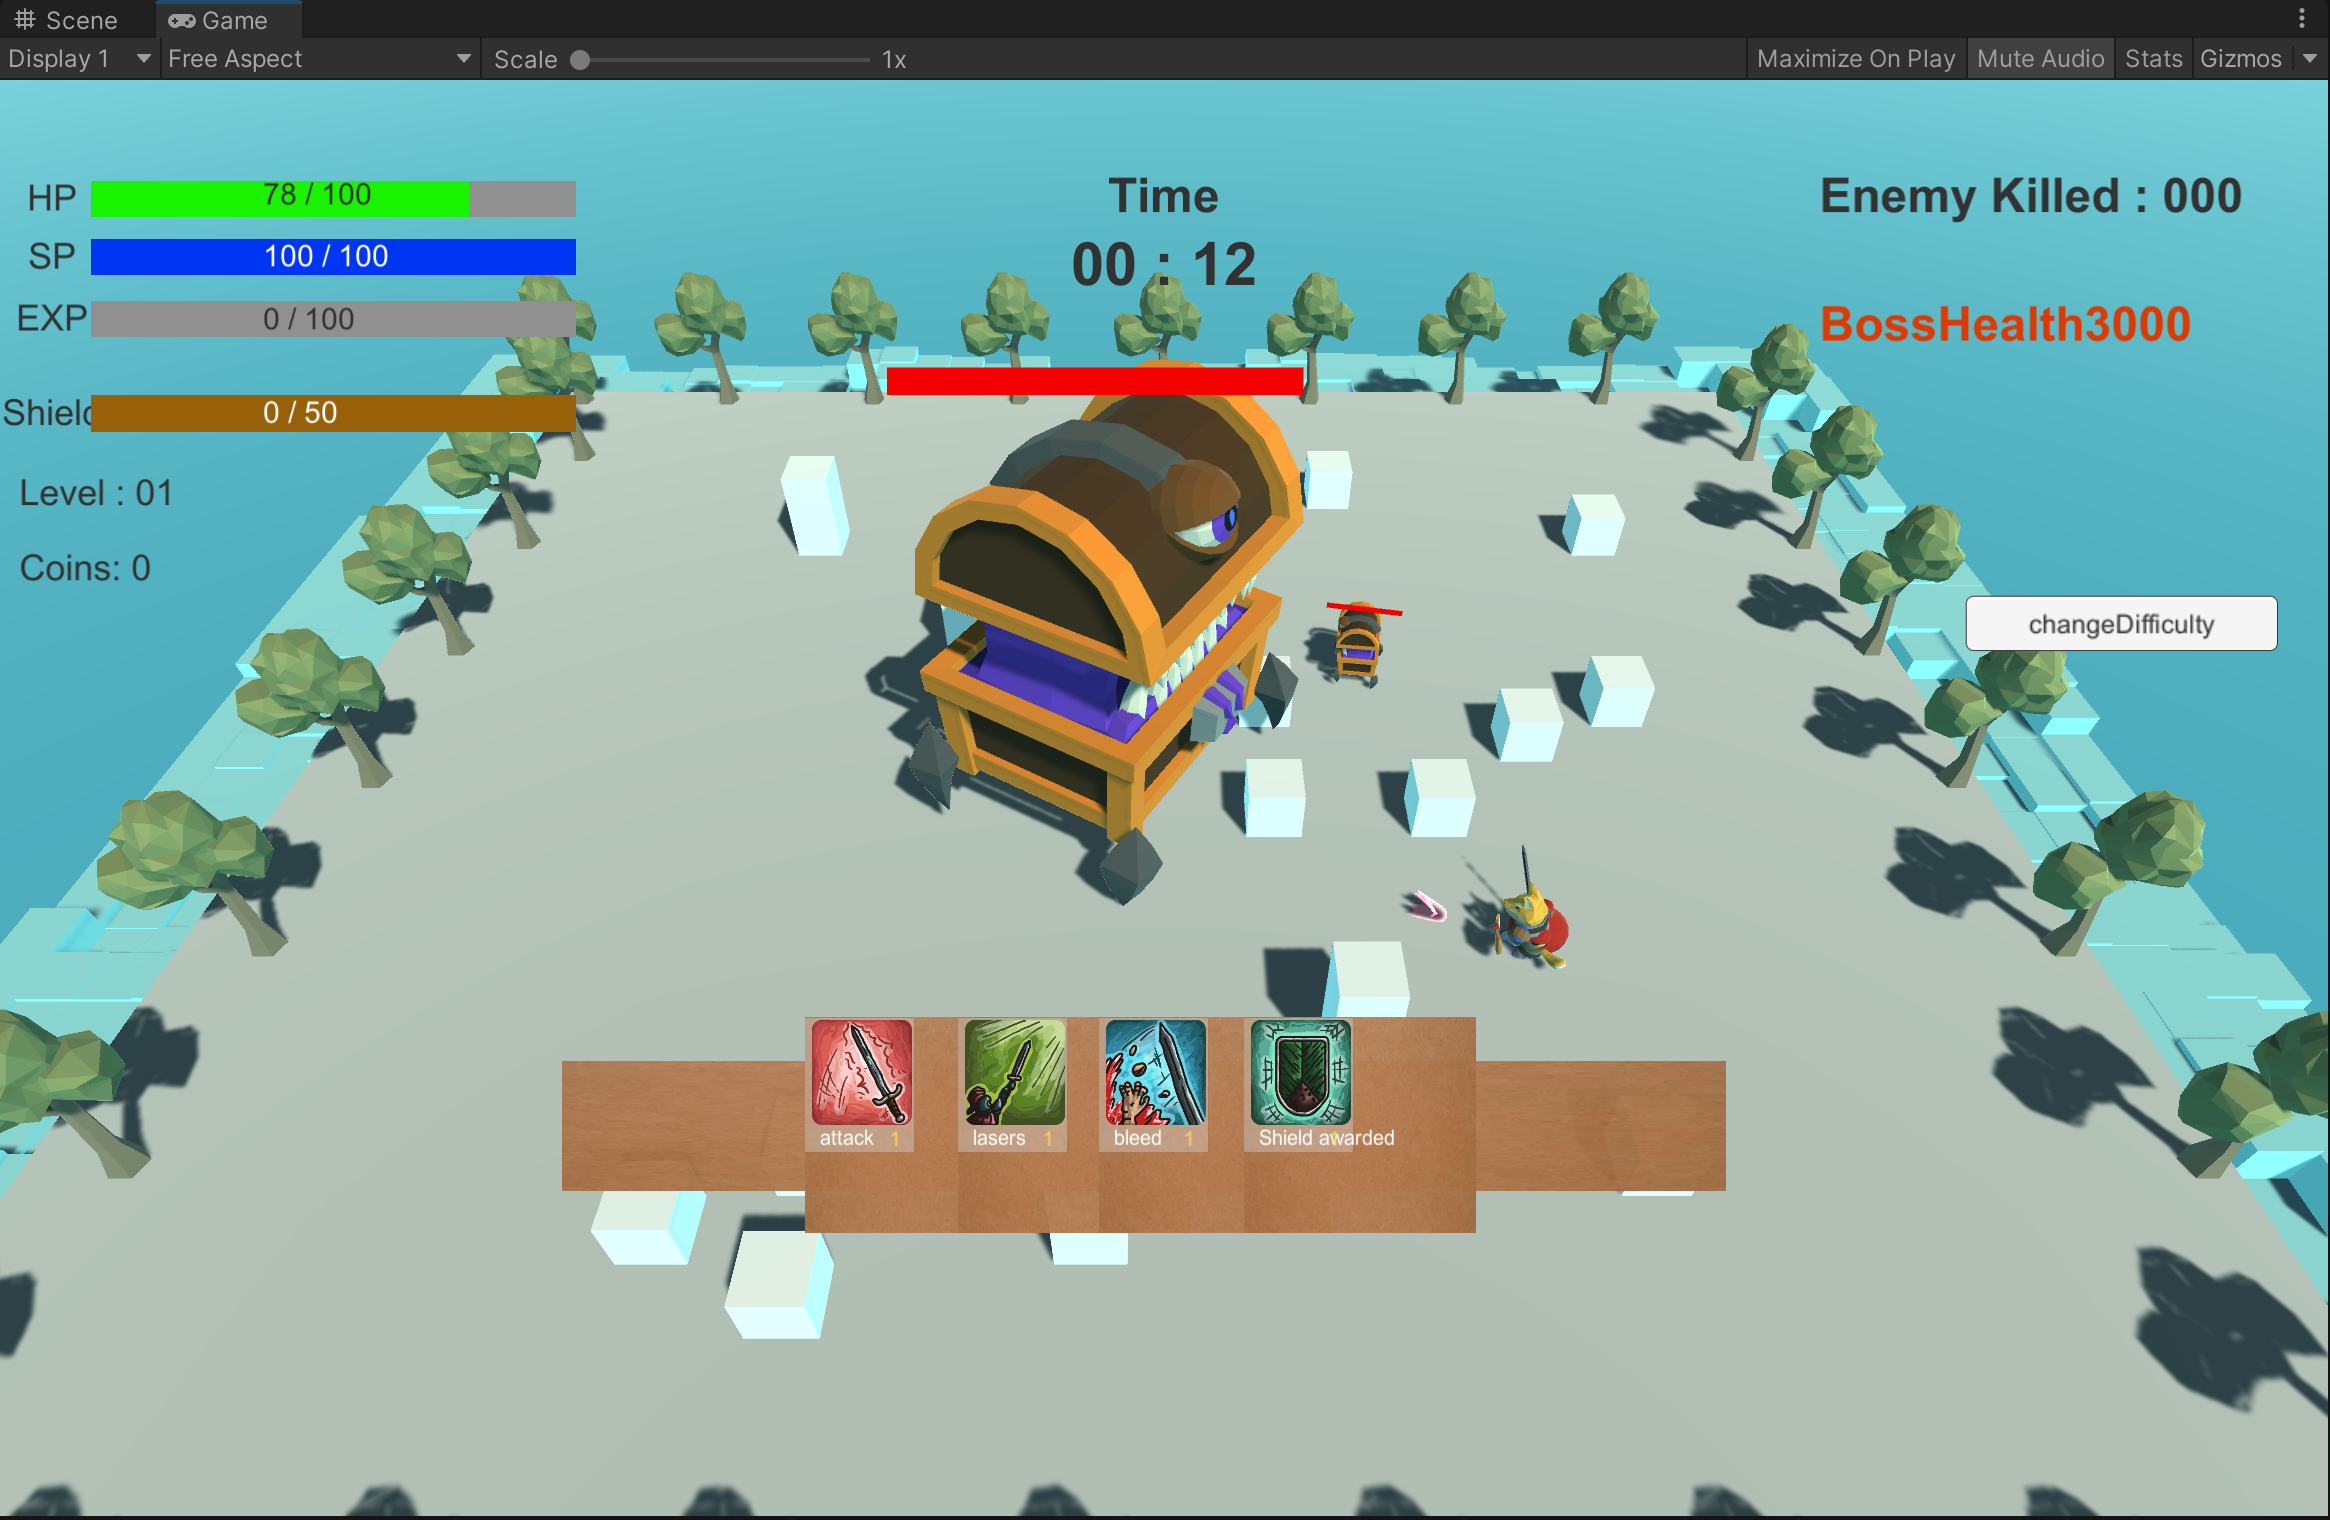 Scene
Game
Display 1
Free Aspect
Scale
1x
Maximize On Play
Mute Audio
Stats
Gizmos
HP
78 / 100
SP
100 / 100
EXP
0 / 100
Shield
0 / 50
Level : 01
Coins: 0
Time
00 : 12
Enemy Killed : 000
BossHealth3000
changeDifficulty
attack 1
lasers 1
bleed 1
Shield awarded
1